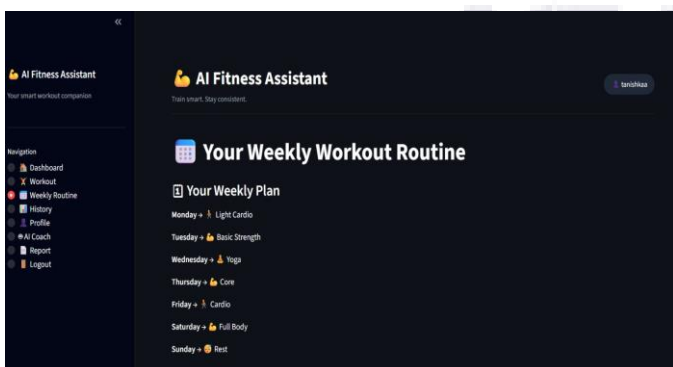 «
AI Fitness Assistant
Your smart workout companion
Navigation
Dashboard
Workout
Weekly Routine
History
Profile
AI Coach
Report
Logout
AI Fitness Assistant
Train smart. Stay consistent.
tanishkaa
Your Weekly Workout Routine
Your Weekly Plan
Monday → Light Cardio
Tuesday → Basic Strength
Wednesday → Yoga
Thursday → Core
Friday → Cardio
Saturday → Full Body
Sunday → Rest